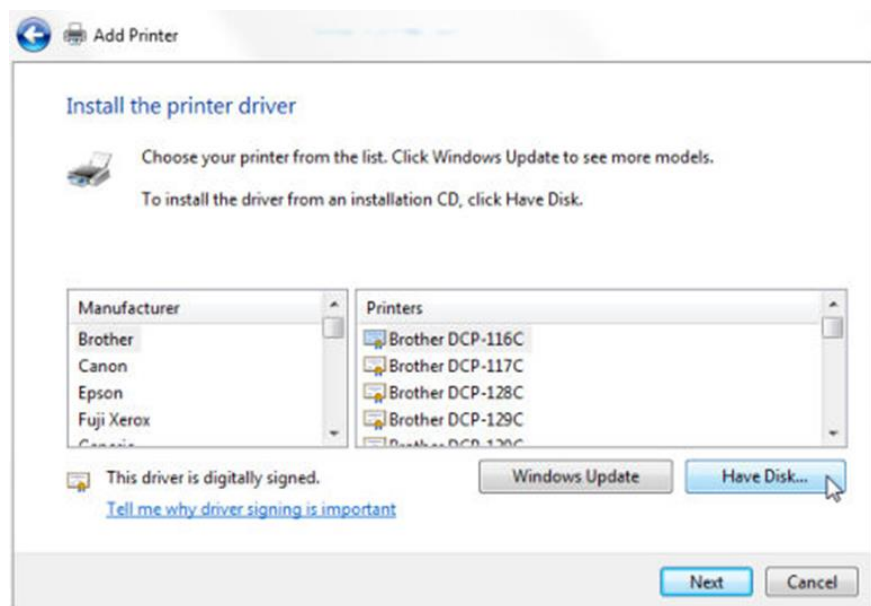 Add Printer
Install the printer driver
Choose your printer from the list. Click Windows Update to see more models.
To install the driver from an installation CD, click Have Disk.
Manufacturer
Brother
Canon
Epson
Fuji Xerox
Printers
Brother DCP-116C
Brother DCP-117C
Brother DCP-128C
Brother DCP-129C
This driver is digitally signed.
Tell me why driver signing is important
Windows Update
Have Disk...
Next
Cancel